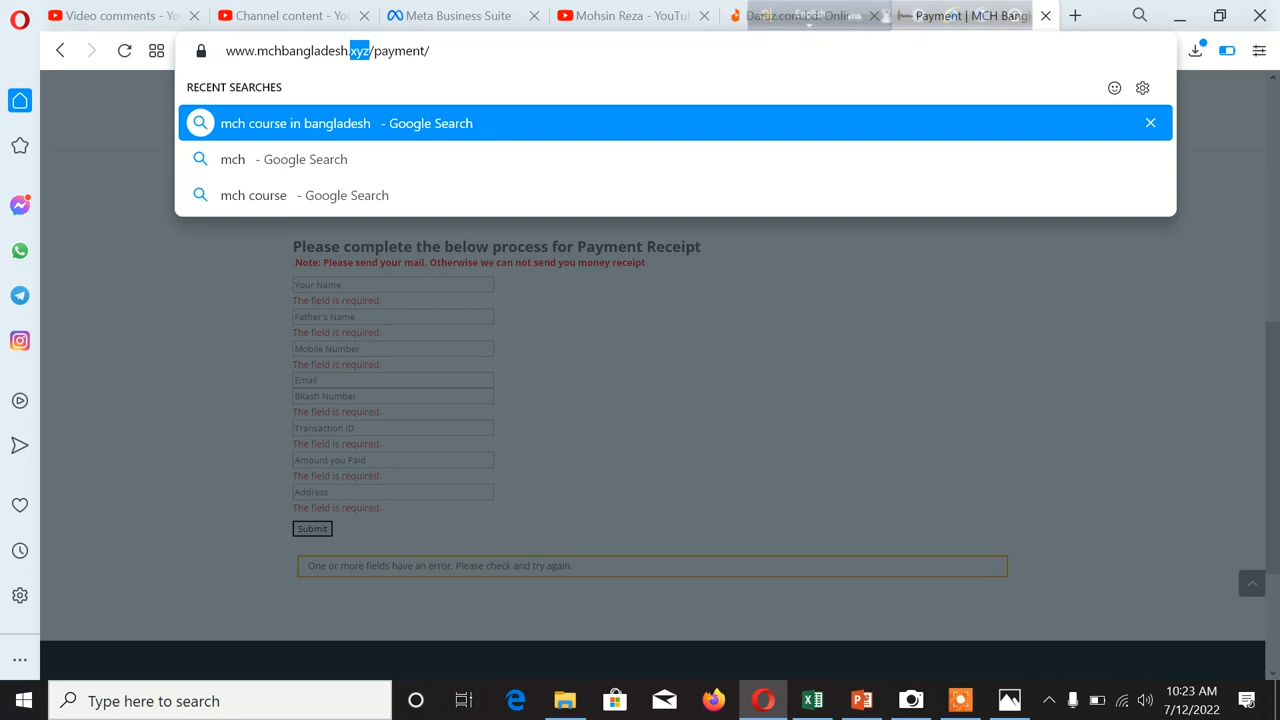 Video comments - Yo
Channel content - Yo
Meta Business Suite
Mohsin Reza - YouTu
Daraz.com.bd: Onlin
Payment | MCH Bangl
English
www.mchbangladesh.xyz/payment/
RECENT SEARCHES
mch course in bangladesh - Google Search
mch - Google Search
mch course - Google Search
Please complete the below process for Payment Receipt
.Note: Please send your mail. Otherwise we can not send you money receipt
Your Name
The field is required.
Father's Name
The field is required.
Mobile Number
The field is required.
Email
Bkash Number
The field is required.
Transaction iD
The field is required.
Amount you Paid
The field is required.
Address
The field is required.
Submit
One or more fields have an error. Please check and try again.
Type here to search
10:23 AM
7/12/2022